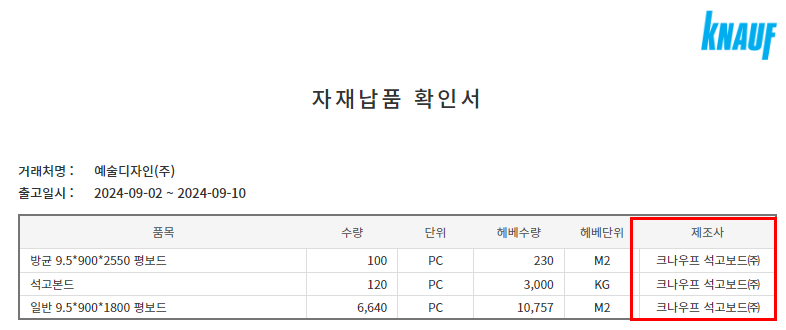 KNAUF
자재납품 확인서
거래처명 : 예술디자인(주)
출고일시 : 2024-09-02 ~ 2024-09-10
품목 수량 단위 헤베수량 헤베단위 제조사
방균 9.5*900*2550 평보드 100 PC 230 M2 크나우프 석고보드㈜
석고본드 120 PC 3,000 KG 크나우프 석고보드㈜
일반 9.5*900*1800 평보드 6,640 PC 10,757 M2 크나우프 석고보드㈜